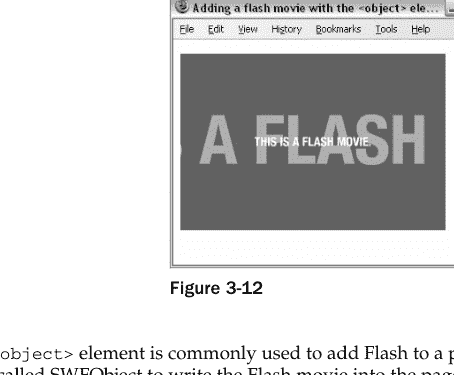 Adding a flash movie with the <object> ele...
File Edit View History Bookmarks Tools Help
A FLASH
THIS IS A FLASH MOVIE.
Figure 3-12
object> element is commonly used to add Flash to a p
called SWFObject to write the Flash movie into the page